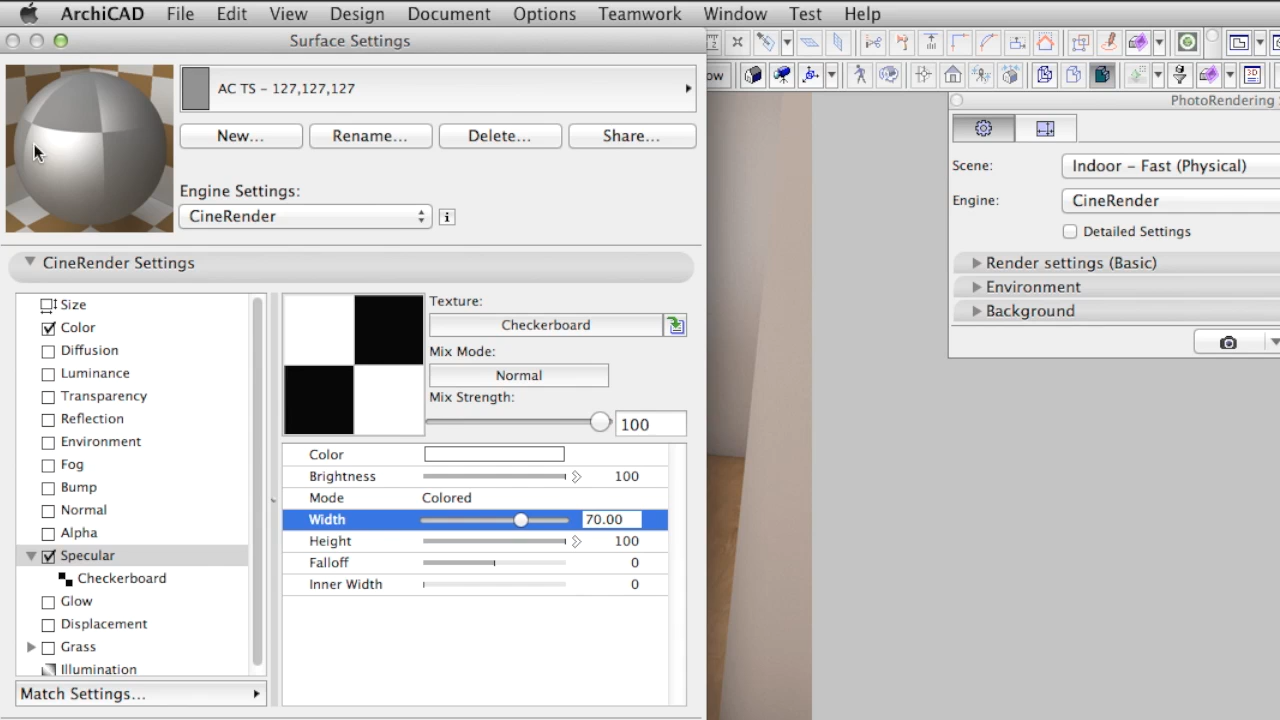 ArchiCAD File Edit View Design Document Options Teamwork Window Test Help
Surface Settings
AC TS - 127,127,127
New... Rename... Delete... Share...
Engine Settings:
CineRender
CineRender Settings
Size
Color
Diffusion
Luminance
Transparency
Reflection
Environment
Fog
Bump
Normal
Alpha
Specular
Checkerboard
Glow
Displacement
Grass
Illumination
Match Settings...
Texture:
Checkerboard
Mix Mode:
Normal
Mix Strength:
100
Color
Brightness 100
Mode Colored
Width 70.00
Height 100
Falloff 0
Inner Width 0
ow
3D
PhotoRendering
Scene: Indoor - Fast (Physical)
Engine: CineRender
Detailed Settings
Render settings (Basic)
Environment
Background